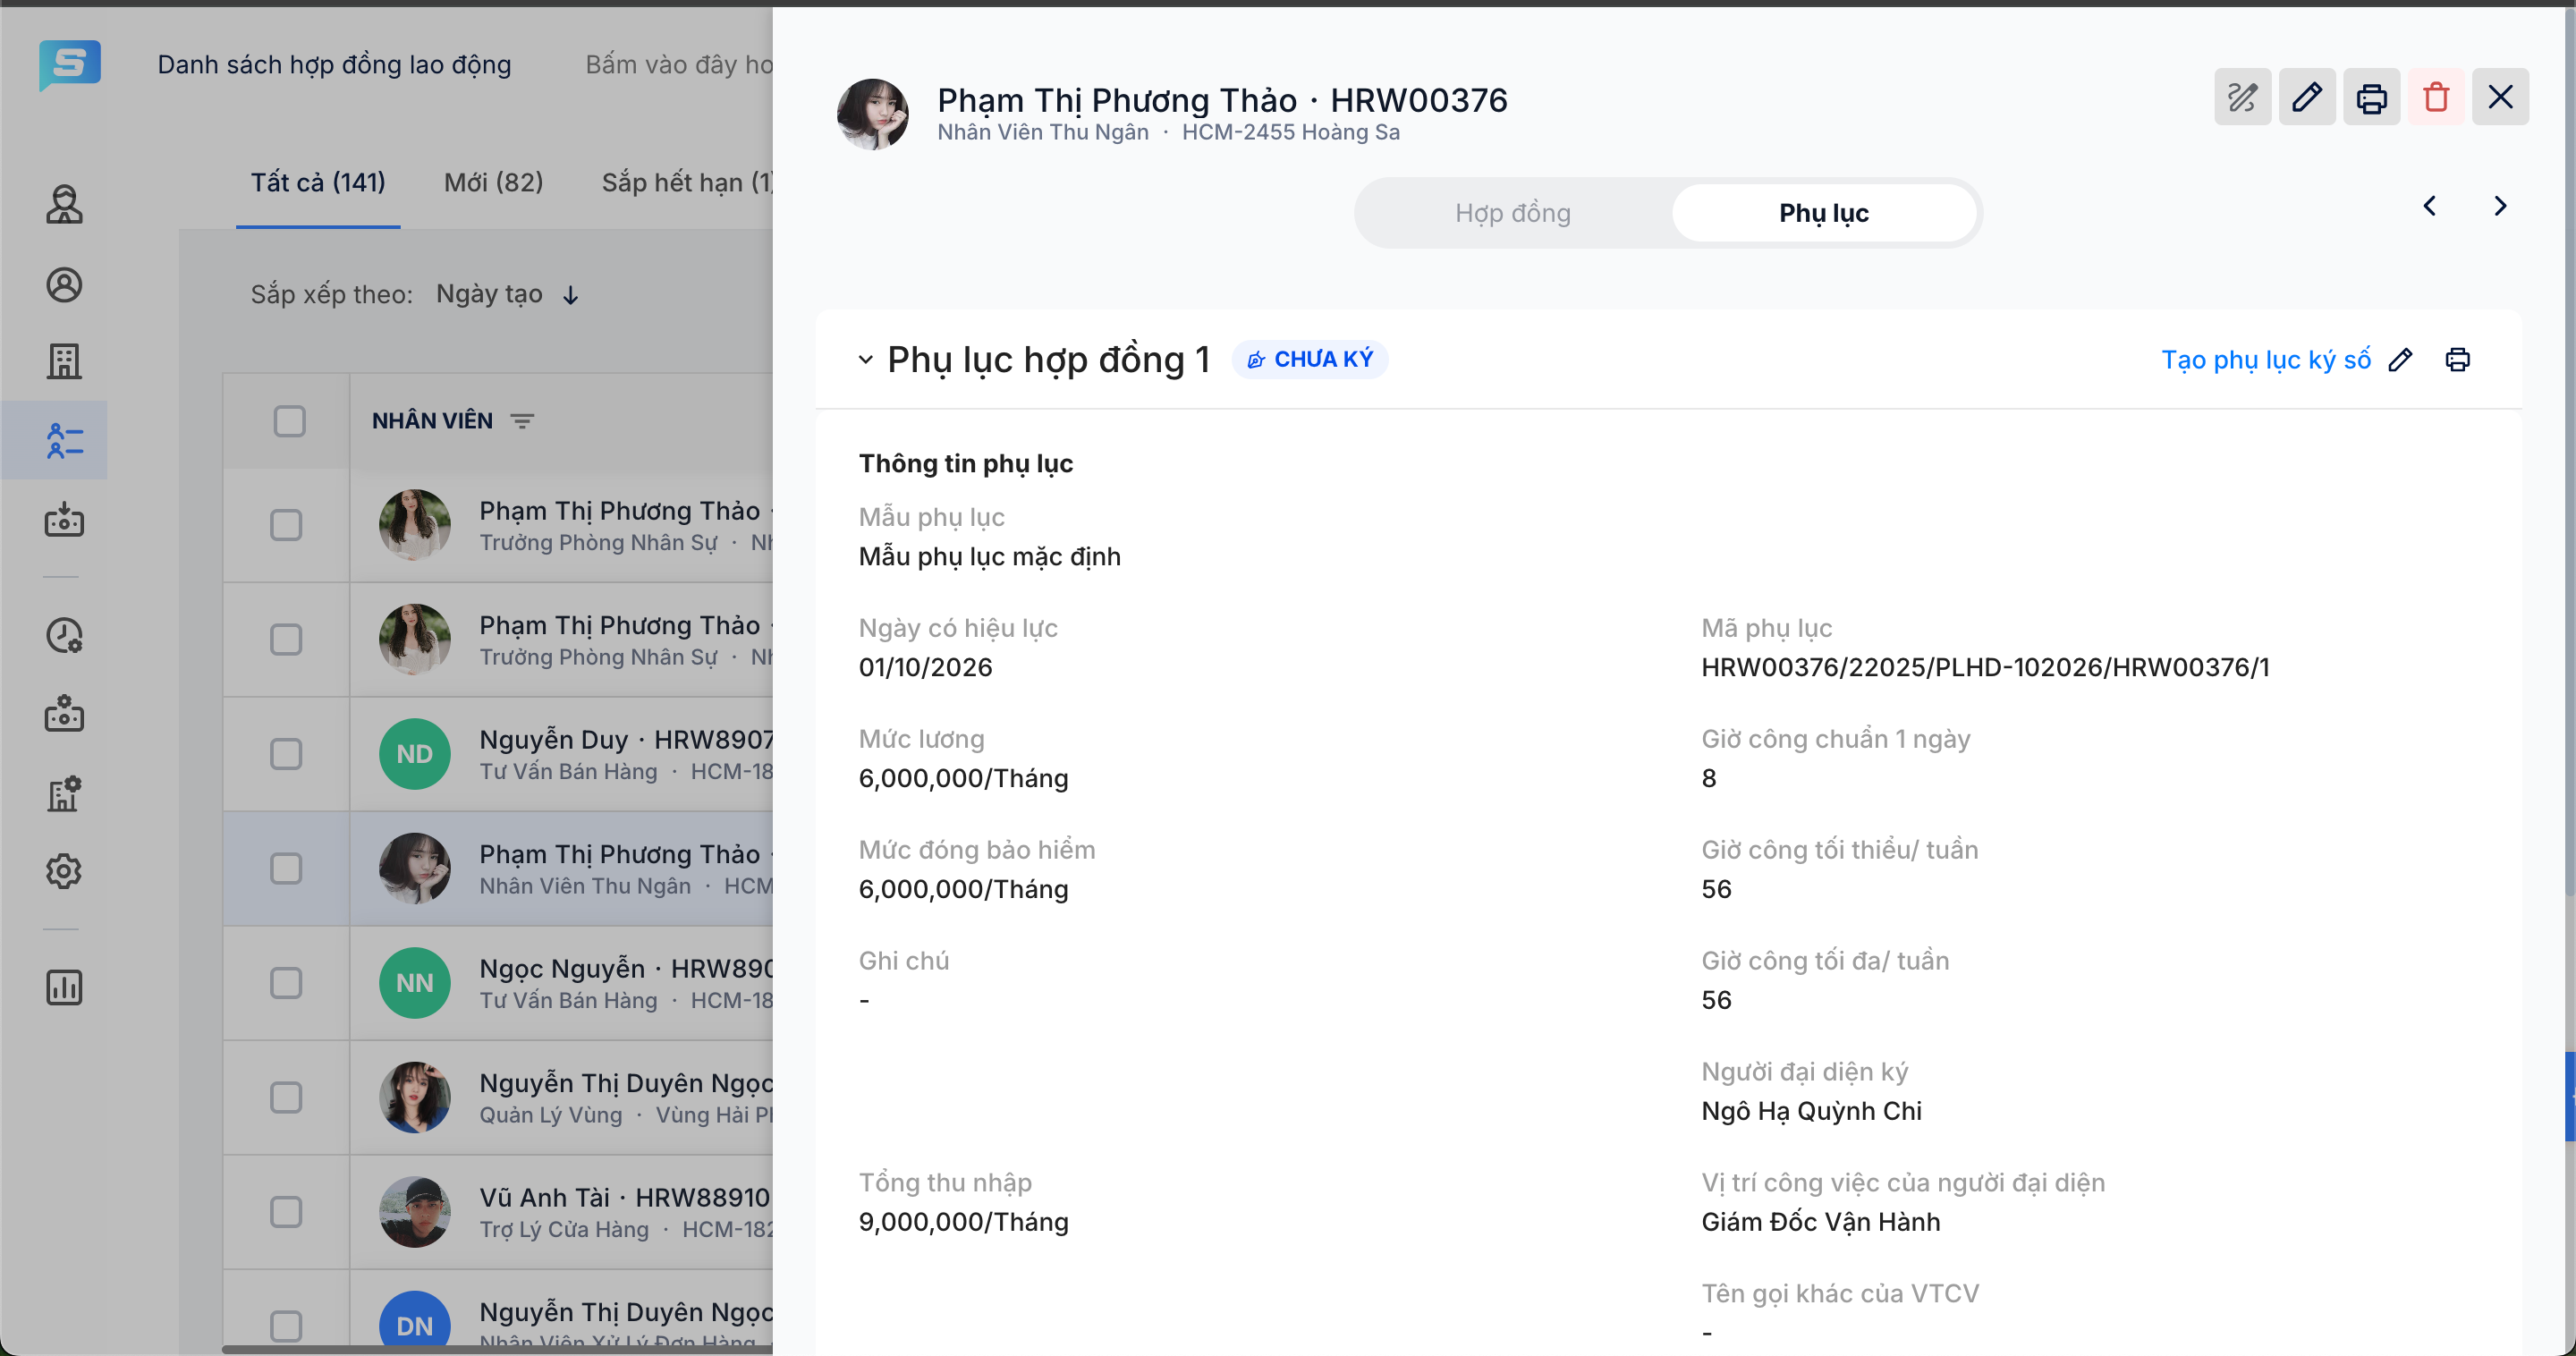 Danh sách hợp đồng lao động
Bấm vào đây
Tất cả (141)
Mới (82)
Sắp hết hạn
Sắp xếp theo: Ngày tạo
NHÂN VIÊN
Phạm Thị Phương Thảo ·
Trưởng Phòng Nhân Sự ·
Phạm Thị Phương Thảo ·
Trưởng Phòng Nhân Sự ·
ND
Nguyễn Duy · HRW8907
Tư Vấn Bán Hàng · HCM-18
Phạm Thị Phương Thảo ·
Nhân Viên Thu Ngân · HCM
NN
Ngọc Nguyễn · HRW890
Tư Vấn Bán Hàng · HCM-18
Nguyễn Thị Duyên Ngọc
Quản Lý Vùng · Vùng Hải
Vũ Anh Tài · HRW88910
Trợ Lý Cửa Hàng · HCM-182
DN
Nguyễn Thị Duyên Ngọc
Nhân Viên Xử Lý Đơn Hàng
Phạm Thị Phương Thảo · HRW00376
Nhân Viên Thu Ngân · HCM-2455 Hoàng Sa
Hợp đồng
Phụ lục
Phụ lục hợp đồng 1
CHƯA KÝ
Tạo phụ lục ký số
Thông tin phụ lục
Mẫu phụ lục
Mẫu phụ lục mặc định
Ngày có hiệu lực
01/10/2026
Mã phụ lục
HRW00376/22025/PLHD-102026/HRW00376/1
Mức lương
6,000,000/Tháng
Giờ công chuẩn 1 ngày
8
Mức đóng bảo hiểm
6,000,000/Tháng
Giờ công tối thiểu/ tuần
56
Ghi chú
-
Giờ công tối đa/ tuần
56
Người đại diện ký
Ngô Hạ Quỳnh Chi
Tổng thu nhập
9,000,000/Tháng
Vị trí công việc của người đại diện
Giám Đốc Vận Hành
Tên gọi khác của VTCV
-